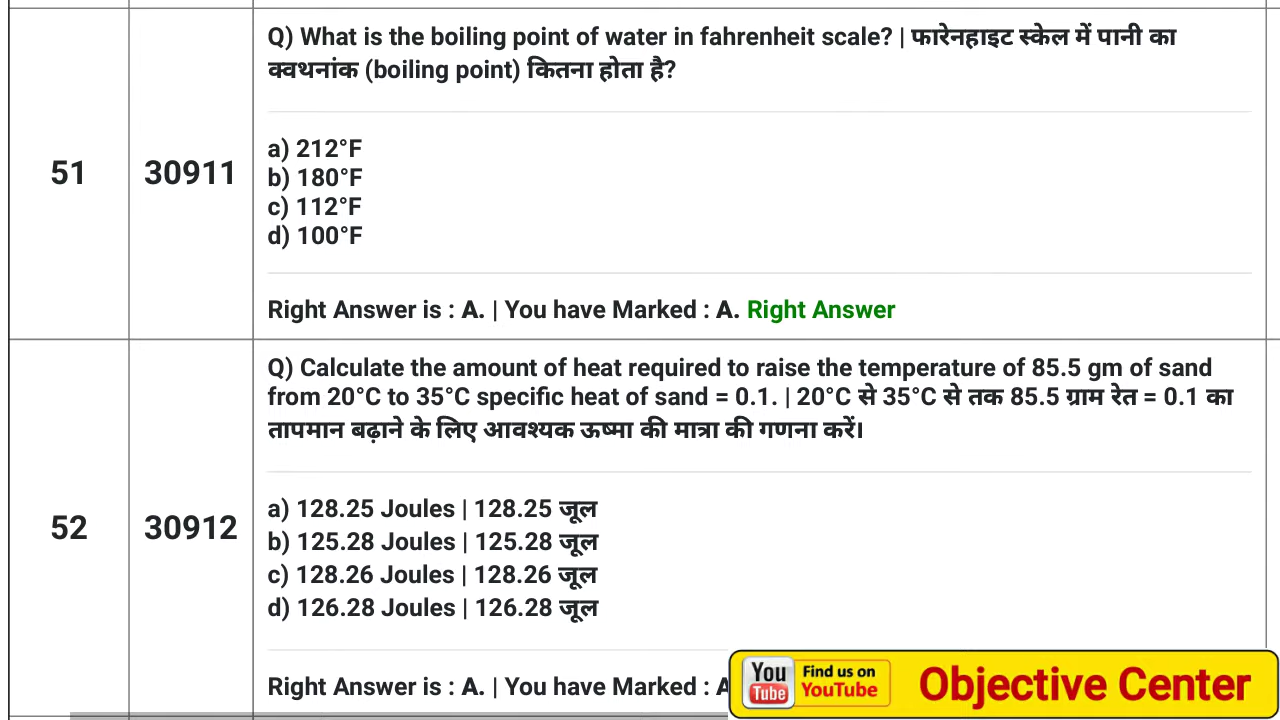 51
30911
Q) What is the boiling point of water in fahrenheit scale? | फारेनहाइट स्केल में पानी का
क्वथनांक (boiling point) कितना होता है?
a) 212°F
b) 180°F
c) 112°F
d) 100°F
Right Answer is : A. | You have Marked : A. Right Answer
52
30912
Q) Calculate the amount of heat required to raise the temperature of 85.5 gm of sand
from 20°C to 35°C specific heat of sand = 0.1. | 20°C से 35°C से तक 85.5 ग्राम रेत = 0.1 का
तापमान बढ़ाने के लिए आवश्यक ऊष्मा की मात्रा की गणना करें।
a) 128.25 Joules | 128.25 जूल
b) 125.28 Joules | 125.28 जूल
c) 128.26 Joules | 128.26 जूल
d) 126.28 Joules | 126.28 जूल
Right Answer is : A. | You have Marked : A
You Tube
Find us on
YouTube
Objective Center